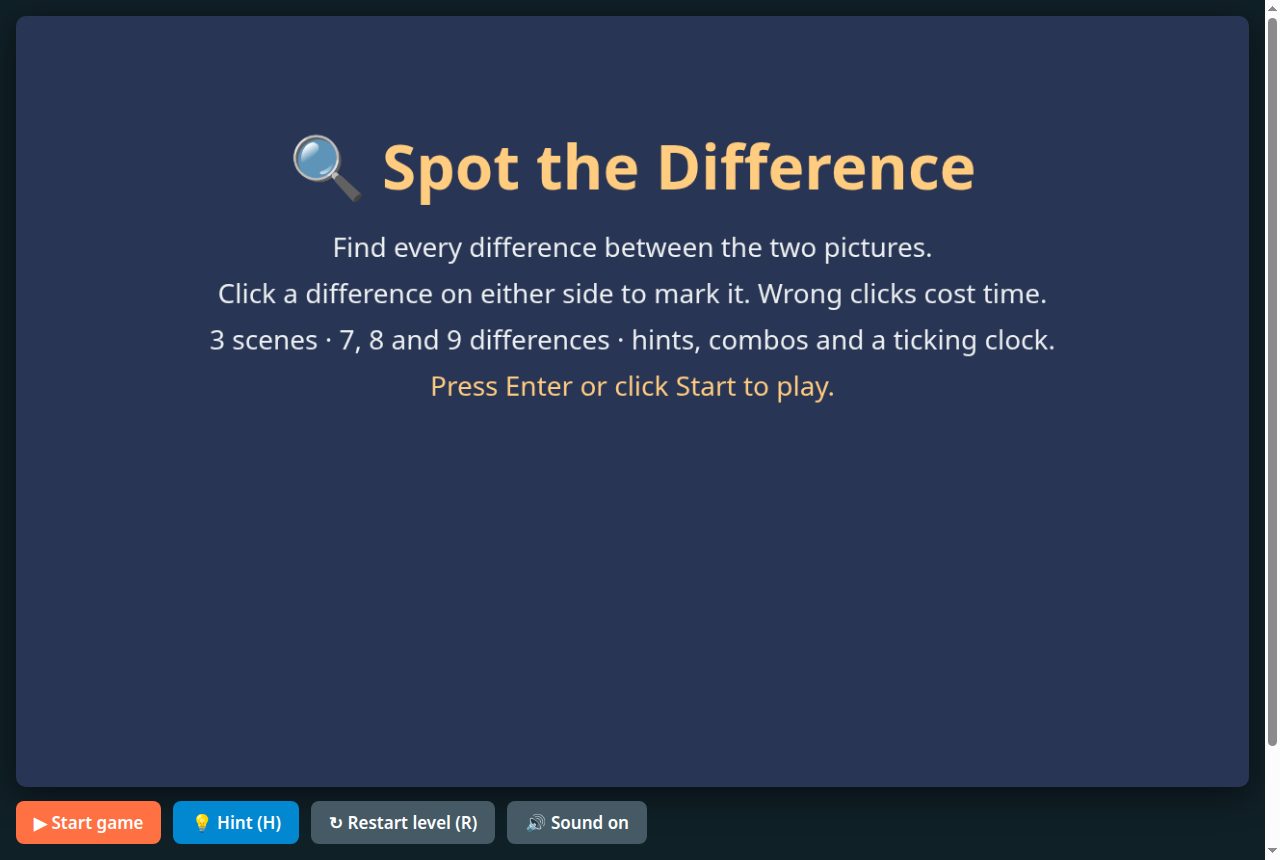 🔍 Spot the Difference
Find every difference between the two pictures.
Click a difference on either side to mark it. Wrong clicks cost time.
3 scenes · 7, 8 and 9 differences · hints, combos and a ticking clock.
Press Enter or click Start to play.
▶ Start game
💡 Hint (H)
↻ Restart level (R)
🔊 Sound on